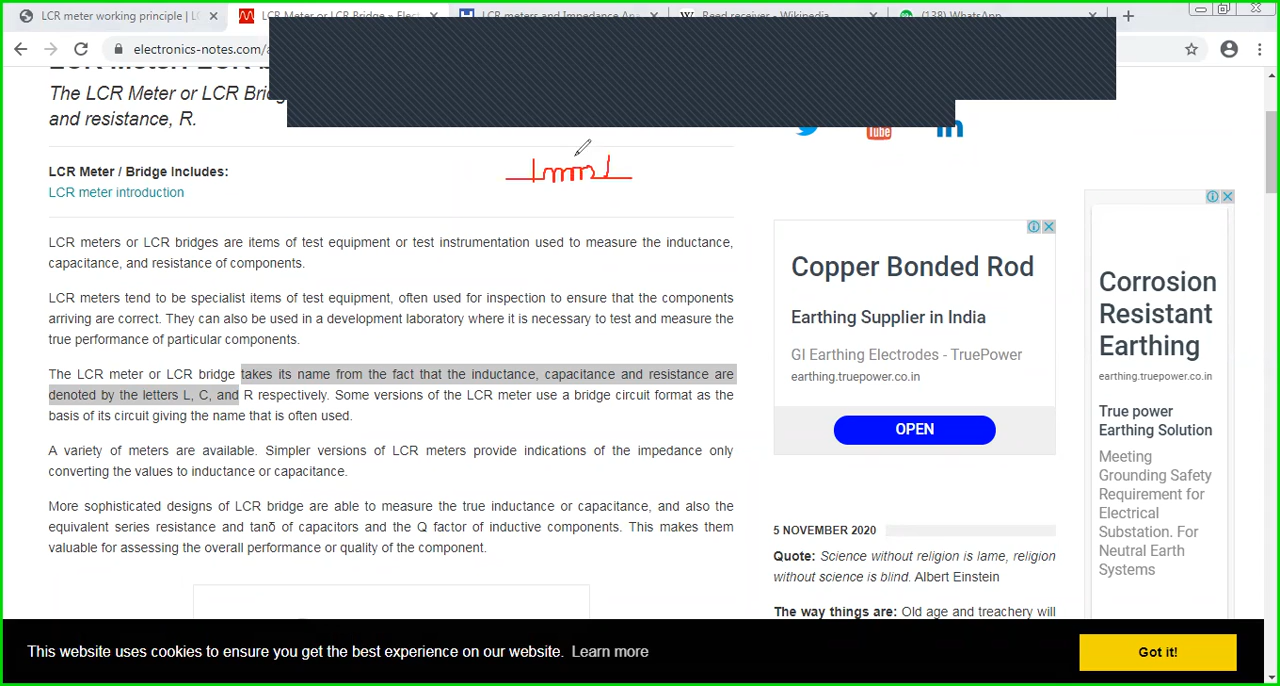 LCR meter working principle | LC
LCR Meter or LCR Bridge » Elec
LCR meters and Impedance An
Reed receiver - Wikipedia
(138) WhatsApp
electronics-notes.com/a
The LCR Meter or LCR Bridg
and resistance, R.
LCR Meter / Bridge Includes:
LCR meter introduction
LCR meters or LCR bridges are items of test equipment or test instrumentation used to measure the inductance,
capacitance, and resistance of components.
LCR meters tend to be specialist items of test equipment, often used for inspection to ensure that the components
arriving are correct. They can also be used in a development laboratory where it is necessary to test and measure the
true performance of particular components.
The LCR meter or LCR bridge takes its name from the fact that the inductance, capacitance and resistance are
denoted by the letters L, C, and R respectively. Some versions of the LCR meter use a bridge circuit format as the
basis of its circuit giving the name that is often used.
A variety of meters are available. Simpler versions of LCR meters provide indications of the impedance only
converting the values to inductance or capacitance.
More sophisticated designs of LCR bridge are able to measure the true inductance or capacitance, and also the
equivalent series resistance and tanδ of capacitors and the Q factor of inductive components. This makes them
valuable for assessing the overall performance or quality of the component.
Tube
in
Copper Bonded Rod
Earthing Supplier in India
GI Earthing Electrodes - TruePower
earthing.truepower.co.in
OPEN
5 NOVEMBER 2020
Quote: Science without religion is lame, religion
without science is blind. Albert Einstein
The way things are: Old age and treachery will
Corrosion
Resistant
Earthing
earthing.truepower.co.in
True power
Earthing Solution
Meeting
Grounding Safety
Requirement for
Electrical
Substation. For
Neutral Earth
Systems
This website uses cookies to ensure you get the best experience on our website. Learn more
Got it!